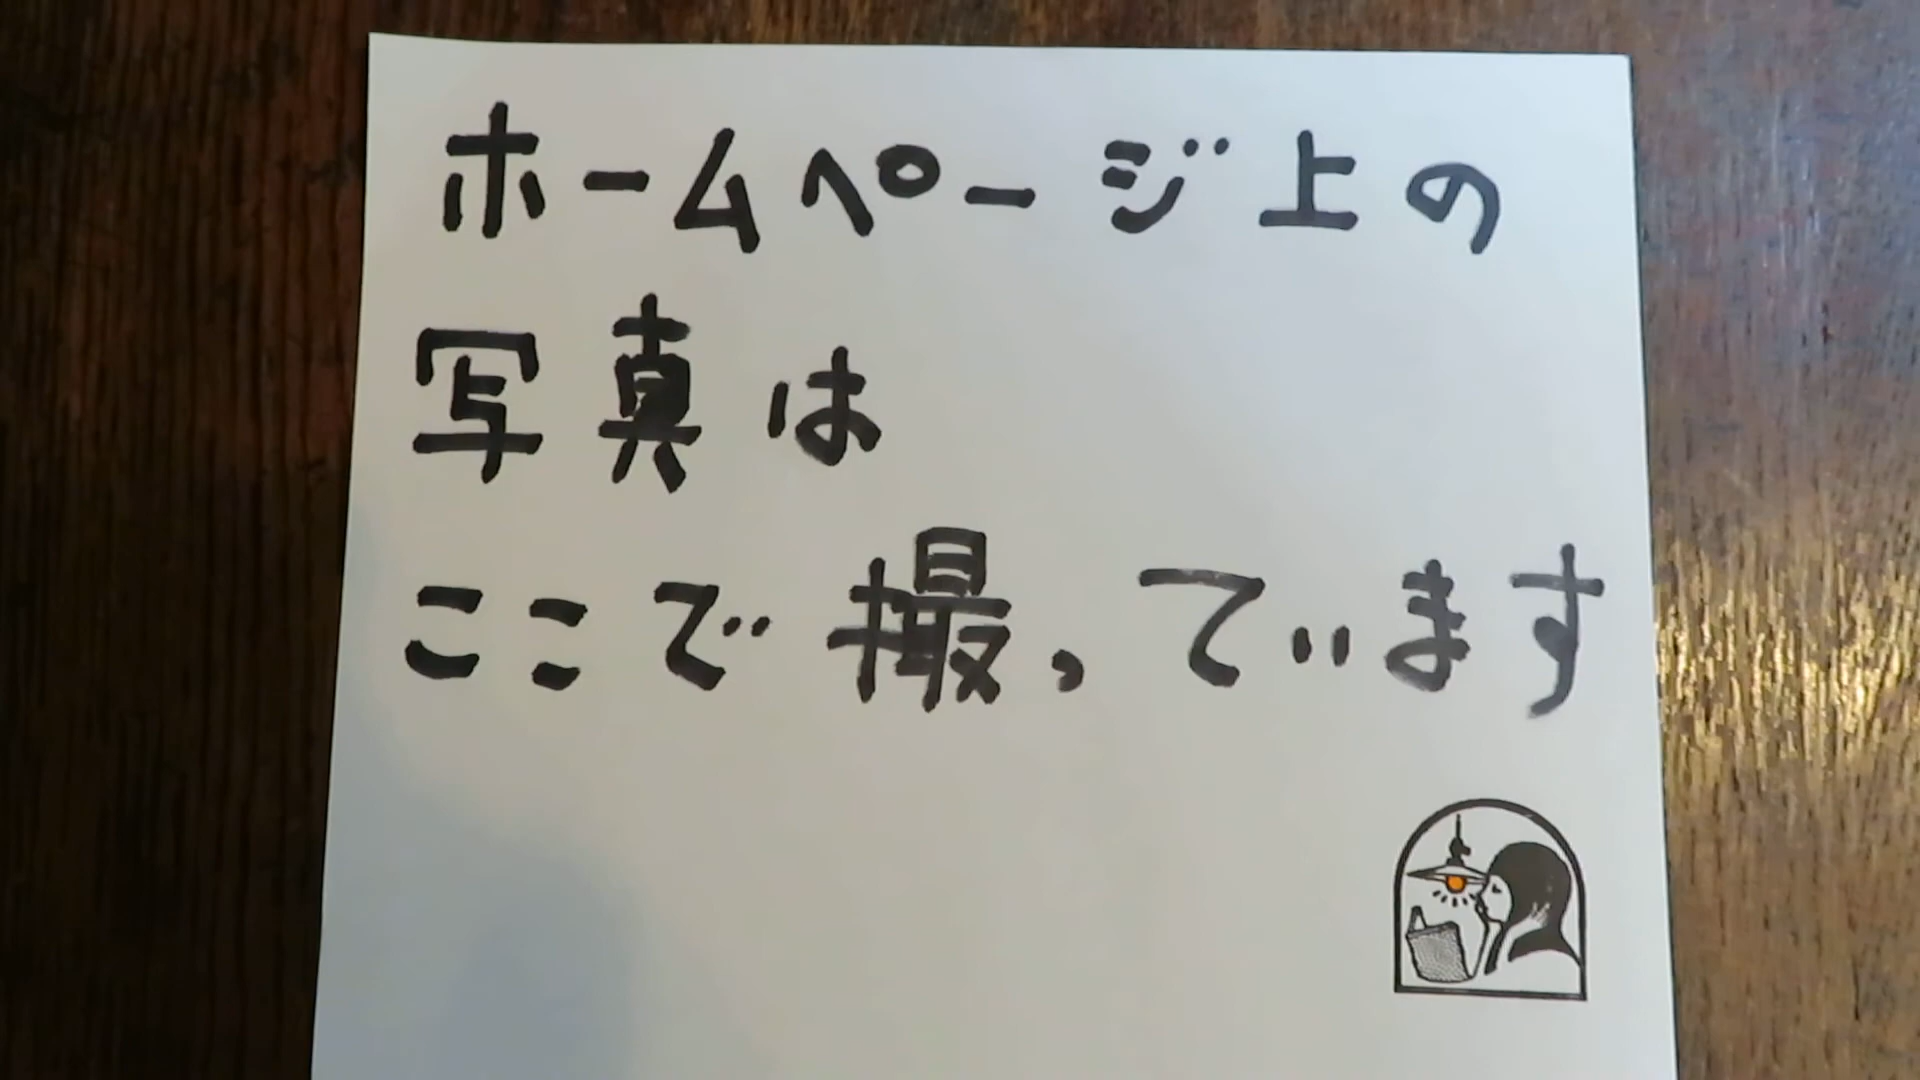 ホームページ上の
写真は
ここで撮っています